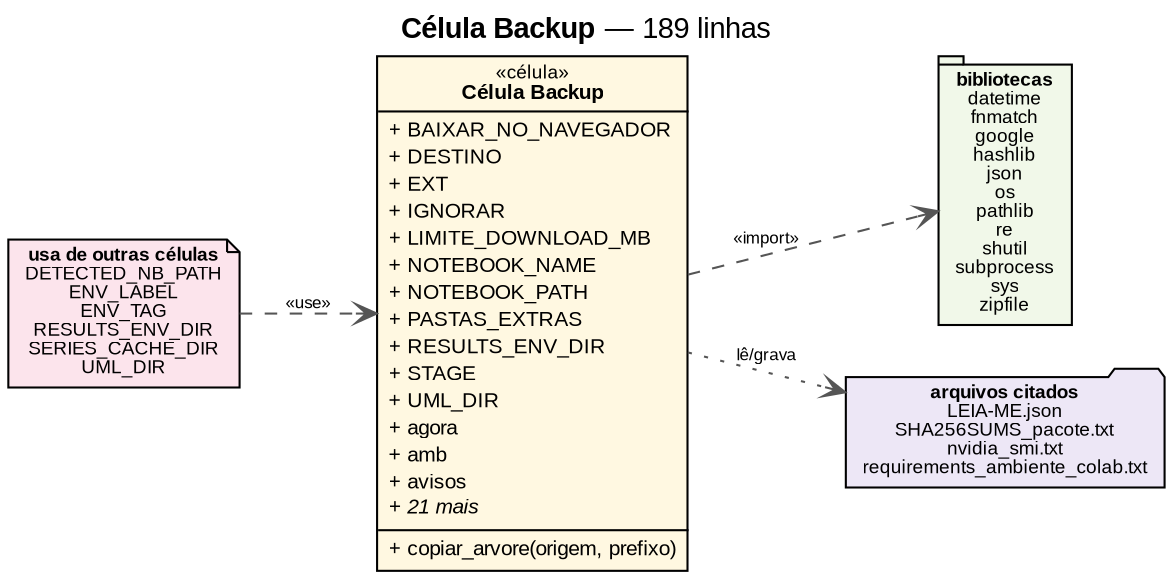 Célula Backup — 189 linhas
«célula»
Célula Backup
+ BAIXAR_NO_NAVEGADOR
+ DESTINO
+ EXT
+ IGNORAR
+ LIMITE_DOWNLOAD_MB
+ NOTEBOOK_NAME
+ NOTEBOOK_PATH
+ PASTAS_EXTRAS
+ RESULTS_ENV_DIR
+ STAGE
+ UML_DIR
+ agora
+ amb
+ avisos
+ 21 mais
+ copiar_arvore(origem, prefixo)
usa de outras células
DETECTED_NB_PATH
ENV_LABEL
ENV_TAG
RESULTS_ENV_DIR
SERIES_CACHE_DIR
UML_DIR
«use»
«import»
bibliotecas
datetime
fnmatch
google
hashlib
json
os
pathlib
re
shutil
subprocess
sys
zipfile
lê/grava
arquivos citados
LEIA-ME.json
SHA256SUMS_pacote.txt
nvidia_smi.txt
requirements_ambiente_colab.txt